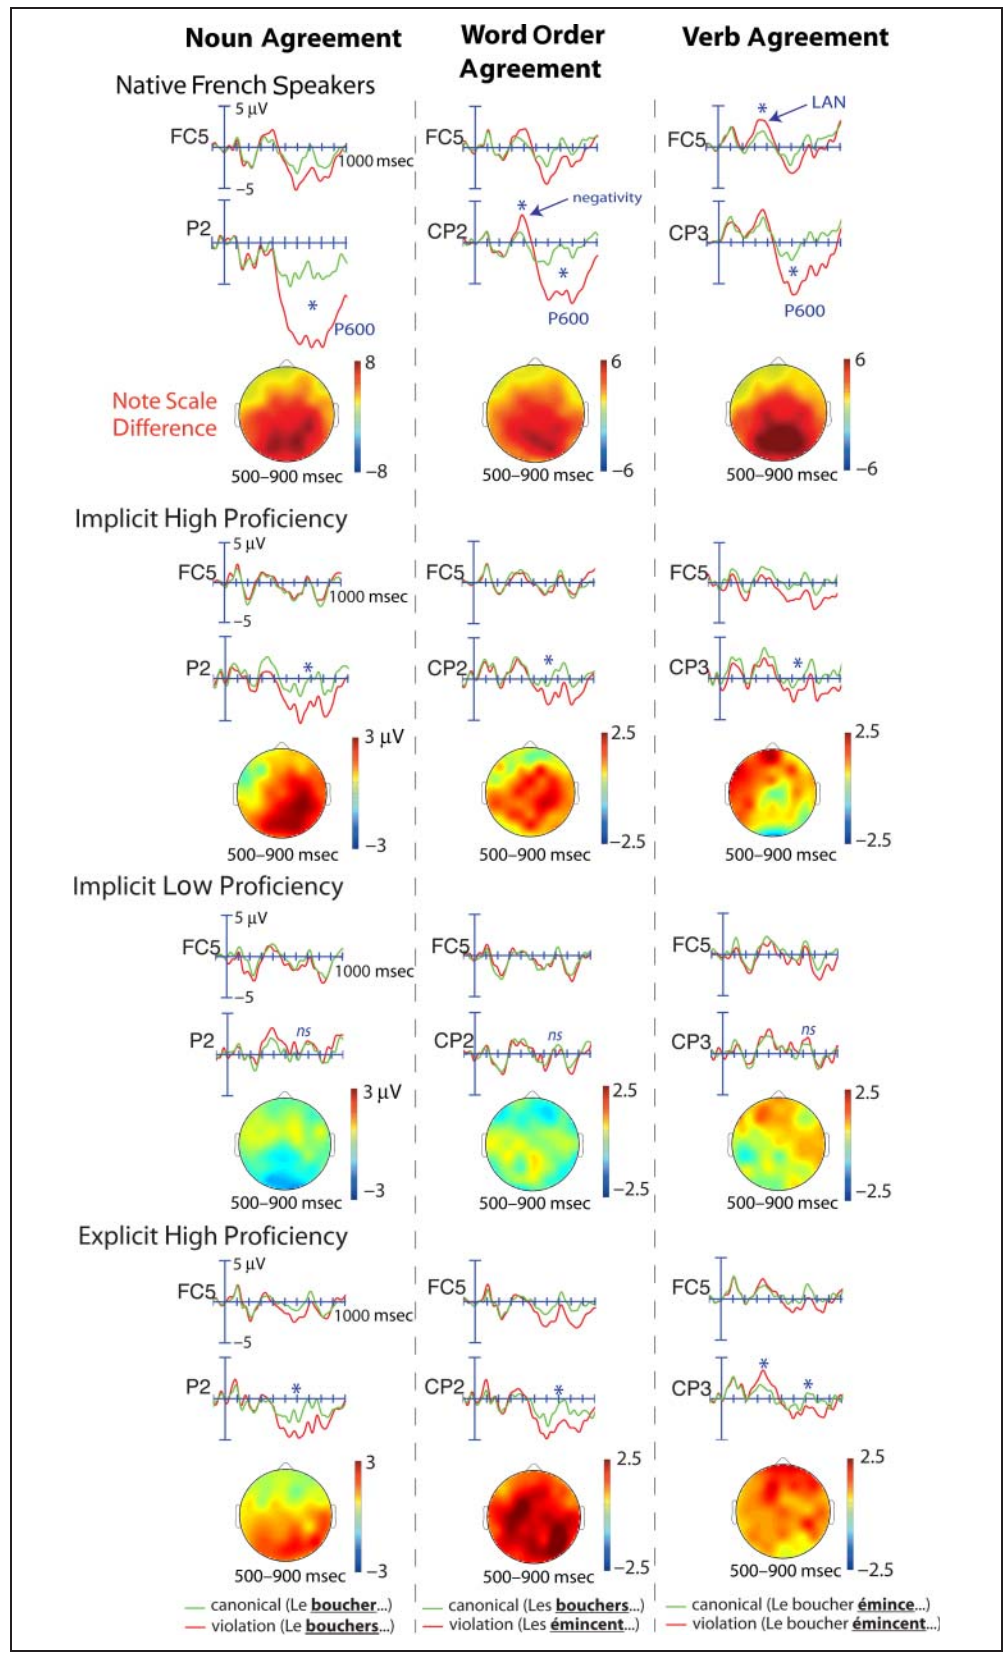 Noun Agreement
Word Order
Agreement
Verb Agreement
Native French Speakers
FC5
5 μV
1000 msec
−5
FC5
FC5
*
LAN
P2
*
P600
CP2
*
negativity
*
P600
CP3
*
P600
Note Scale
Difference
8
−8
500–900 msec
6
−6
500–900 msec
6
−6
500–900 msec
Implicit High Proficiency
FC5
5 μV
1000 msec
−5
FC5
FC5
P2
*
CP2
*
CP3
*
3 μV
−3
500–900 msec
2.5
−2.5
500–900 msec
2.5
−2.5
500–900 msec
Implicit Low Proficiency
FC5
5 μV
1000 msec
−5
FC5
FC5
P2
ns
CP2
ns
CP3
ns
3 μV
−3
500–900 msec
2.5
−2.5
500–900 msec
2.5
−2.5
500–900 msec
Explicit High Proficiency
FC5
5 μV
1000 msec
−5
FC5
FC5
P2
*
CP2
*
CP3
*
*
3
−3
500–900 msec
2.5
−2.5
500–900 msec
2.5
−2.5
500–900 msec
canonical (Le boucher...)
violation (Le bouchers...)
canonical (Les bouchers...)
violation (Les émincent...)
canonical (Le boucher émince...)
violation (Le boucher émincent...)